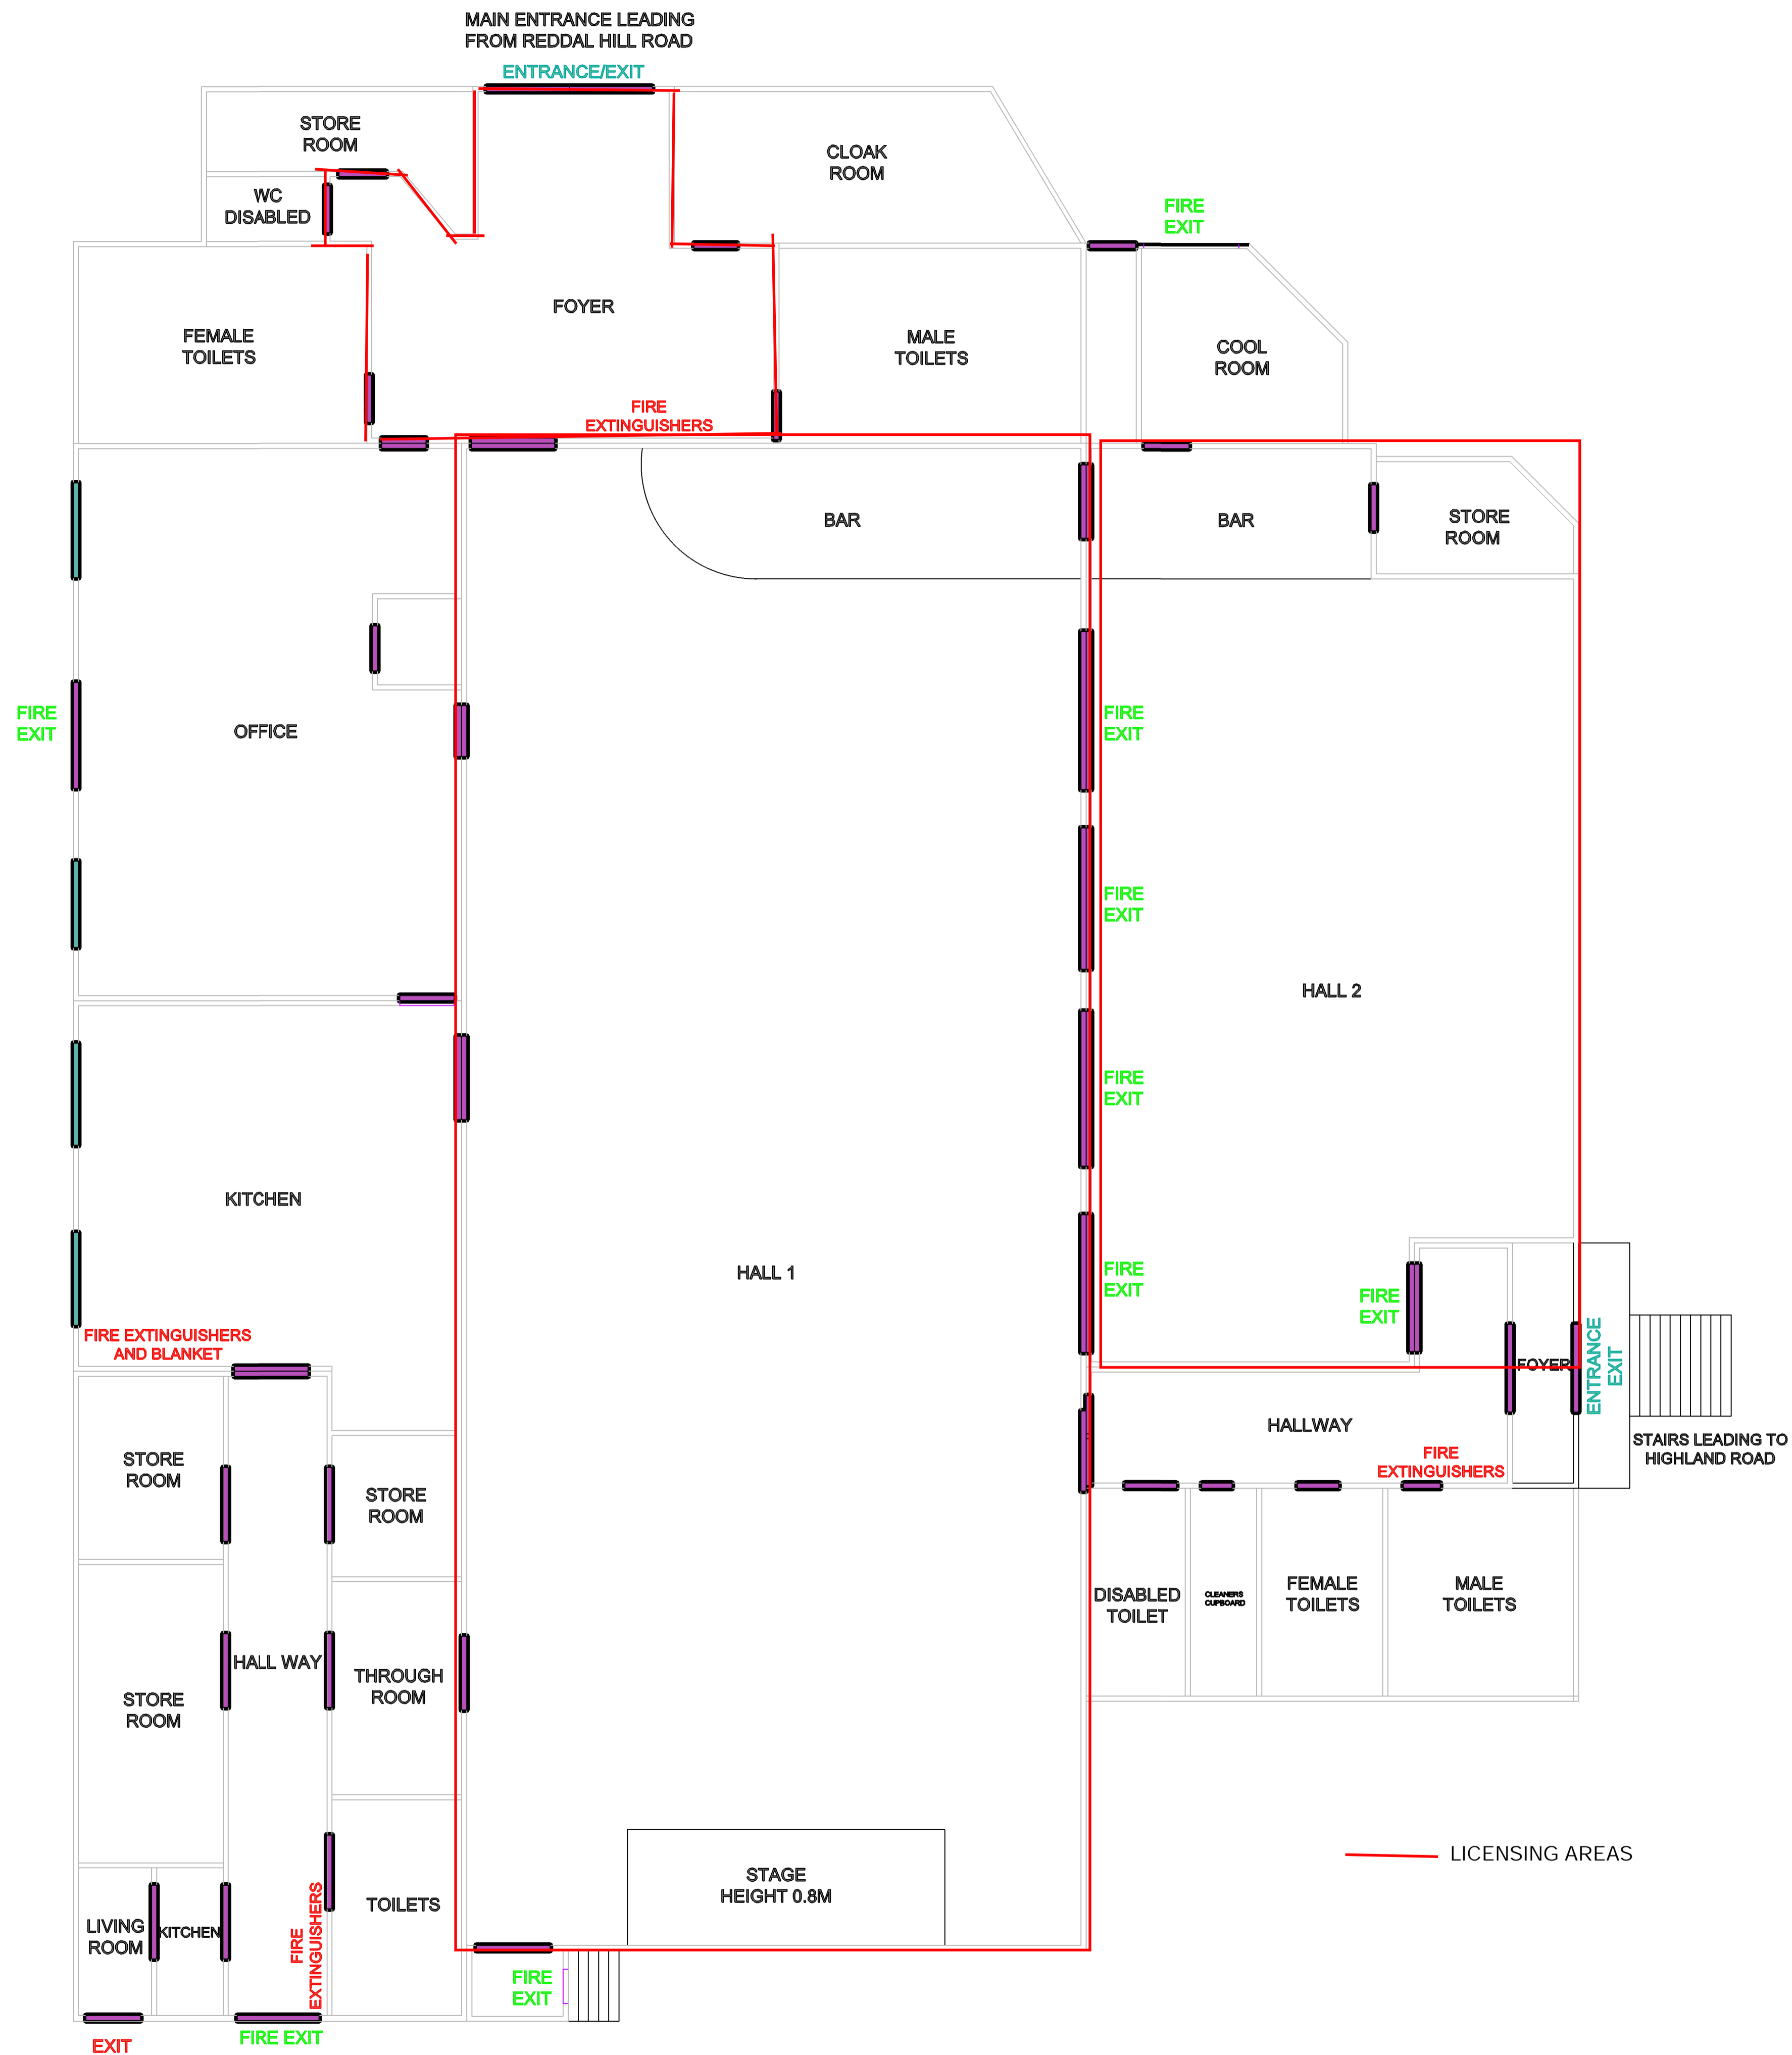 MAIN ENTRANCE LEADING
FROM REDDAL HILL ROAD
ENTRANCE/EXIT
STORE
ROOM
CLOAK
ROOM
WC
DISABLED
FIRE
EXIT
FOYER
FEMALE
TOILETS
MALE
TOILETS
COOL
ROOM
FIRE
EXTINGUISHERS
BAR
BAR
STORE
ROOM
FIRE
EXIT
OFFICE
FIRE
EXIT
FIRE
EXIT
HALL 2
FIRE
EXIT
KITCHEN
HALL 1
FIRE
EXIT
FIRE
EXIT
FIRE EXTINGUISHERS
AND BLANKET
FOYER
ENTRANCE
EXIT
HALLWAY
STAIRS LEADING TO
HIGHLAND ROAD
FIRE
EXTINGUISHERS
STORE
ROOM
STORE
ROOM
DISABLED
TOILET
CLEANERS
CUPBOARD
FEMALE
TOILETS
MALE
TOILETS
HALL WAY
THROUGH
ROOM
STORE
ROOM
LICENSING AREAS
STAGE
HEIGHT 0.8M
TOILETS
LIVING
ROOM
KITCHEN
FIRE
EXTINGUISHERS
FIRE
EXIT
FIRE EXIT
EXIT